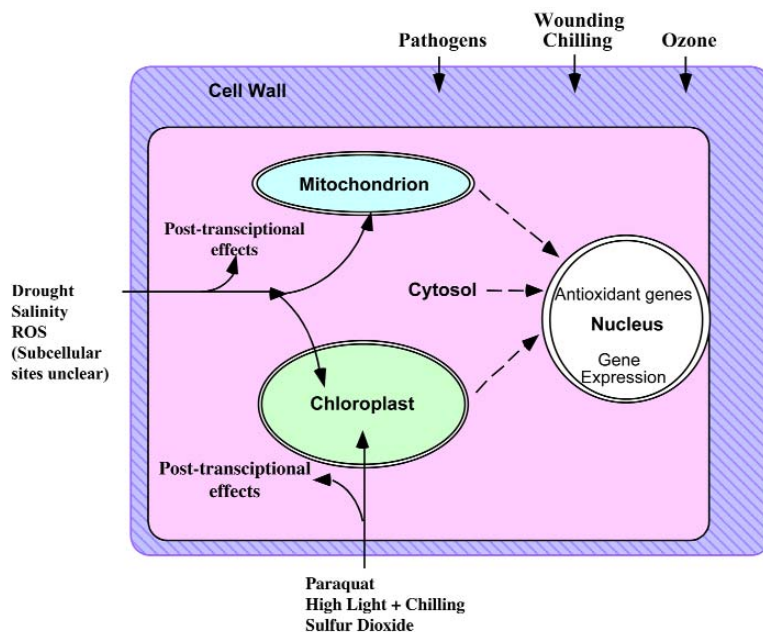 Pathogens
Wounding
Chilling
Ozone
Cell Wall
Mitochondrion
Post-transciptional
effects
Drought
Salinity
ROS
(Subcellular
sites unclear)
Cytosol
Antioxidant genes
Nucleus
Gene
Expression
Chloroplast
Post-transciptional
effects
Paraquat
High Light + Chilling
Sulfur Dioxide